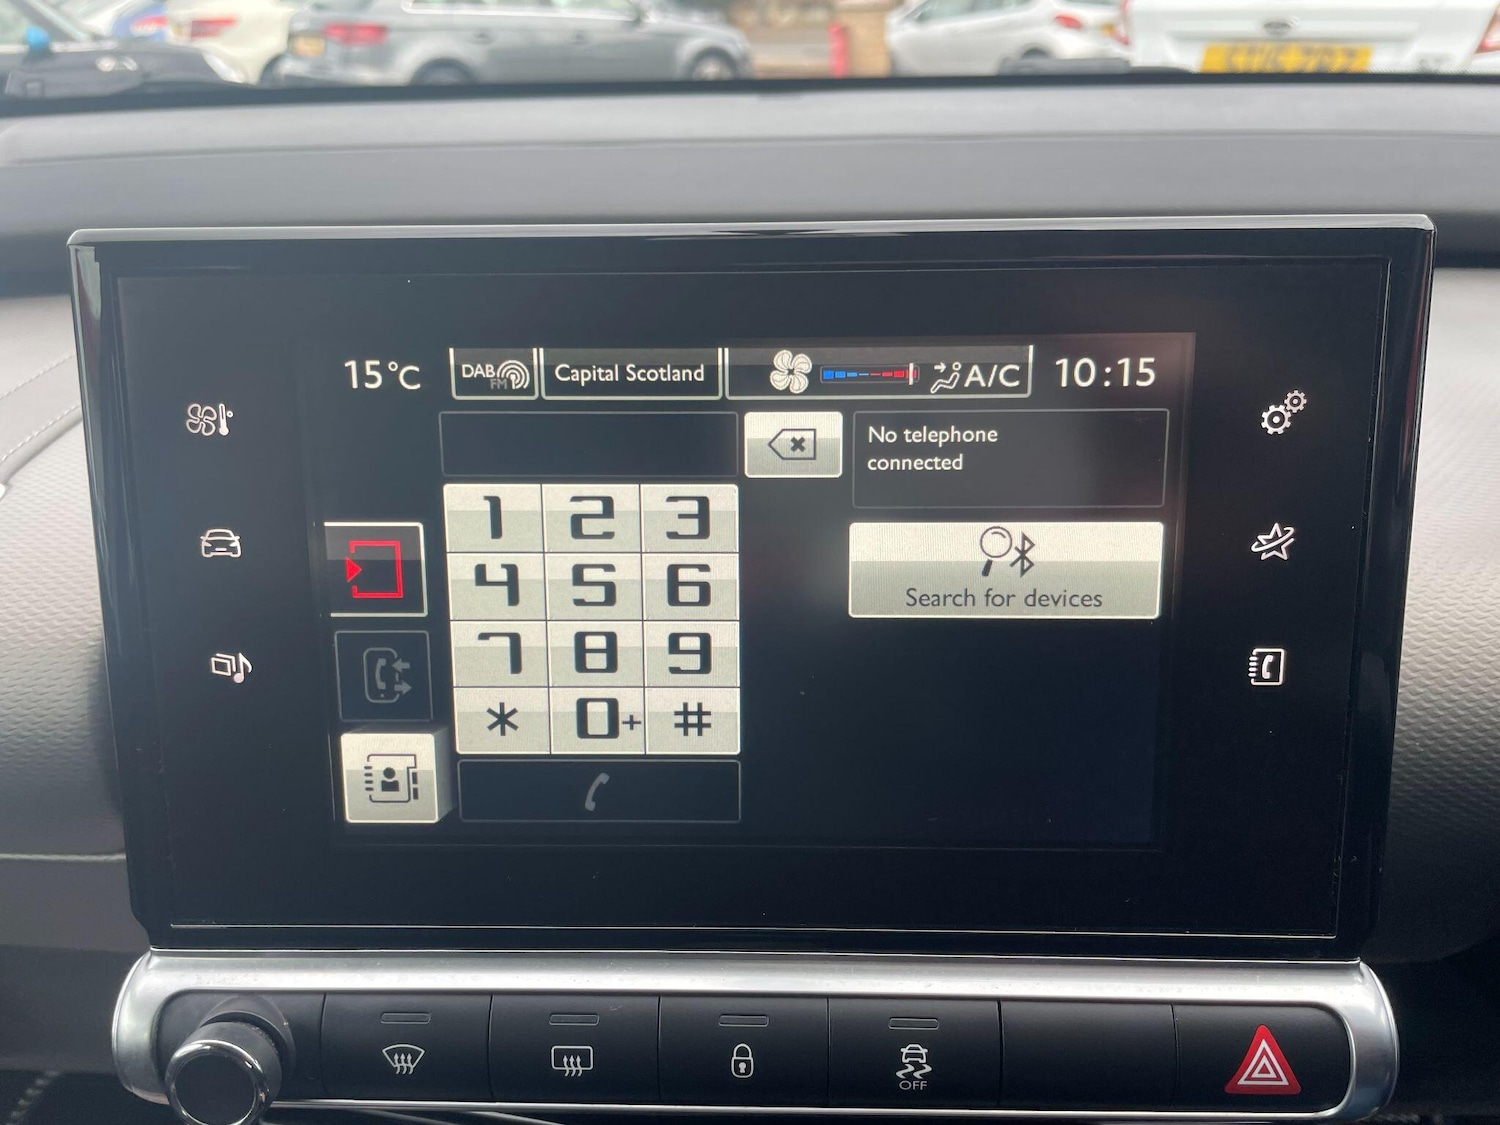 15°C DAB FM Capital Scotland A/C 10:15
No telephone
connected
1 2 3
4 5 6
7 8 9
* 0+ #
Search for devices
OFF